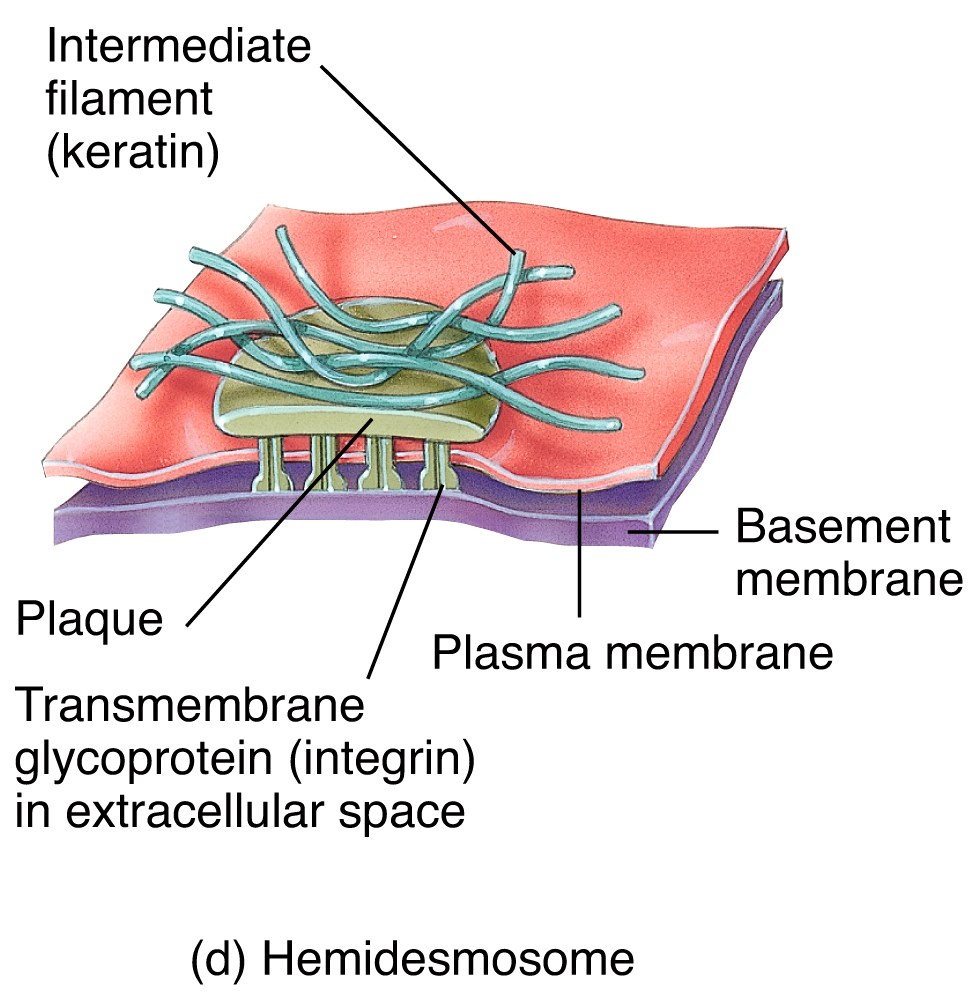 Intermediate
filament
(keratin)
Basement
membrane
Plaque
Plasma membrane
Transmembrane
glycoprotein (integrin)
in extracellular space
(d) Hemidesmosome